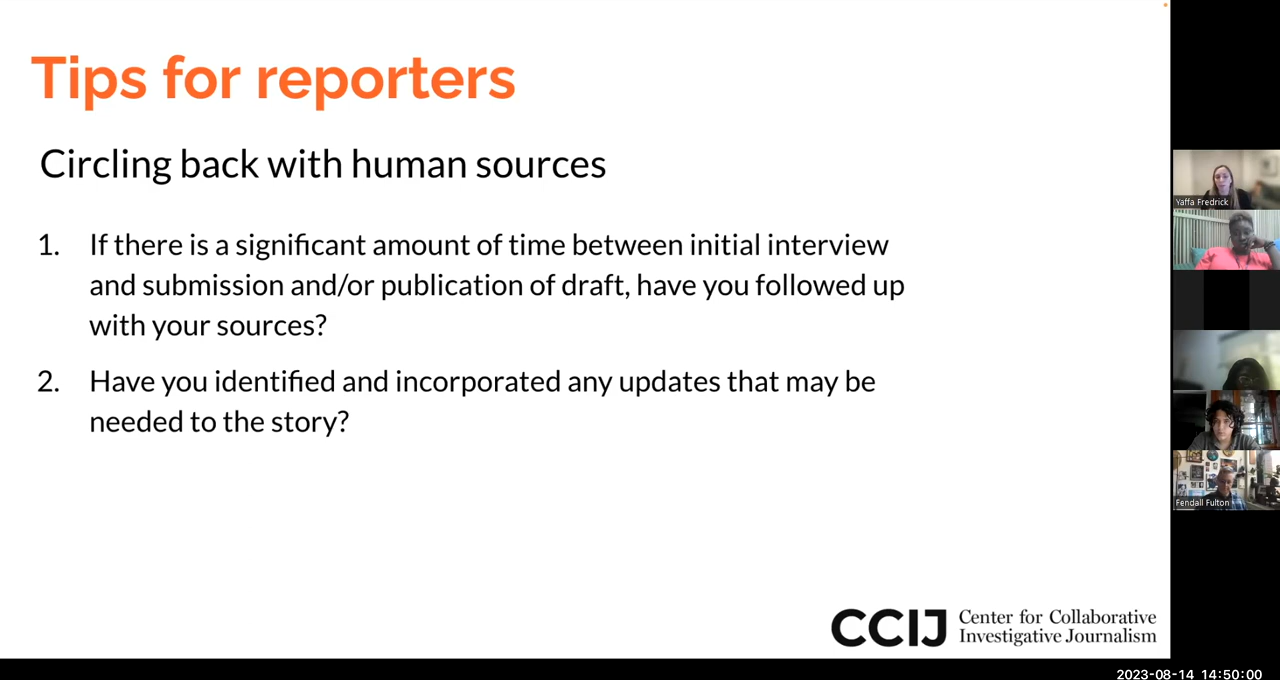 Tips for reporters
Circling back with human sources
1. If there is a significant amount of time between initial interview
and submission and/or publication of draft, have you followed up
with your sources?
2. Have you identified and incorporated any updates that may be
needed to the story?
CCIJ
Center for Collaborative
Investigative Journalism
Yaffa Fredrick
Fendall Fulton
2023-08-14 14:50:00